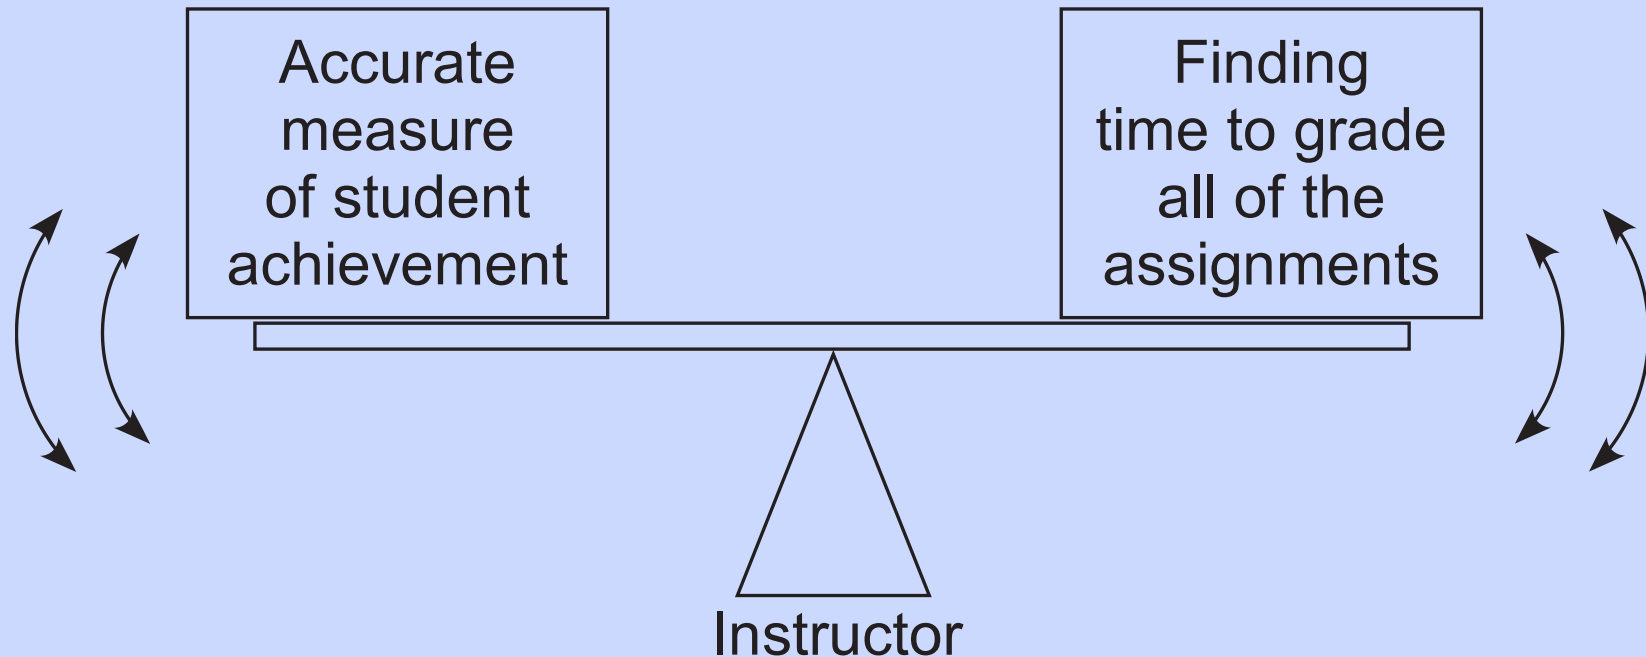 Accurate
measure
of student
achievement
Finding
time to grade
all of the
assignments
Instructor